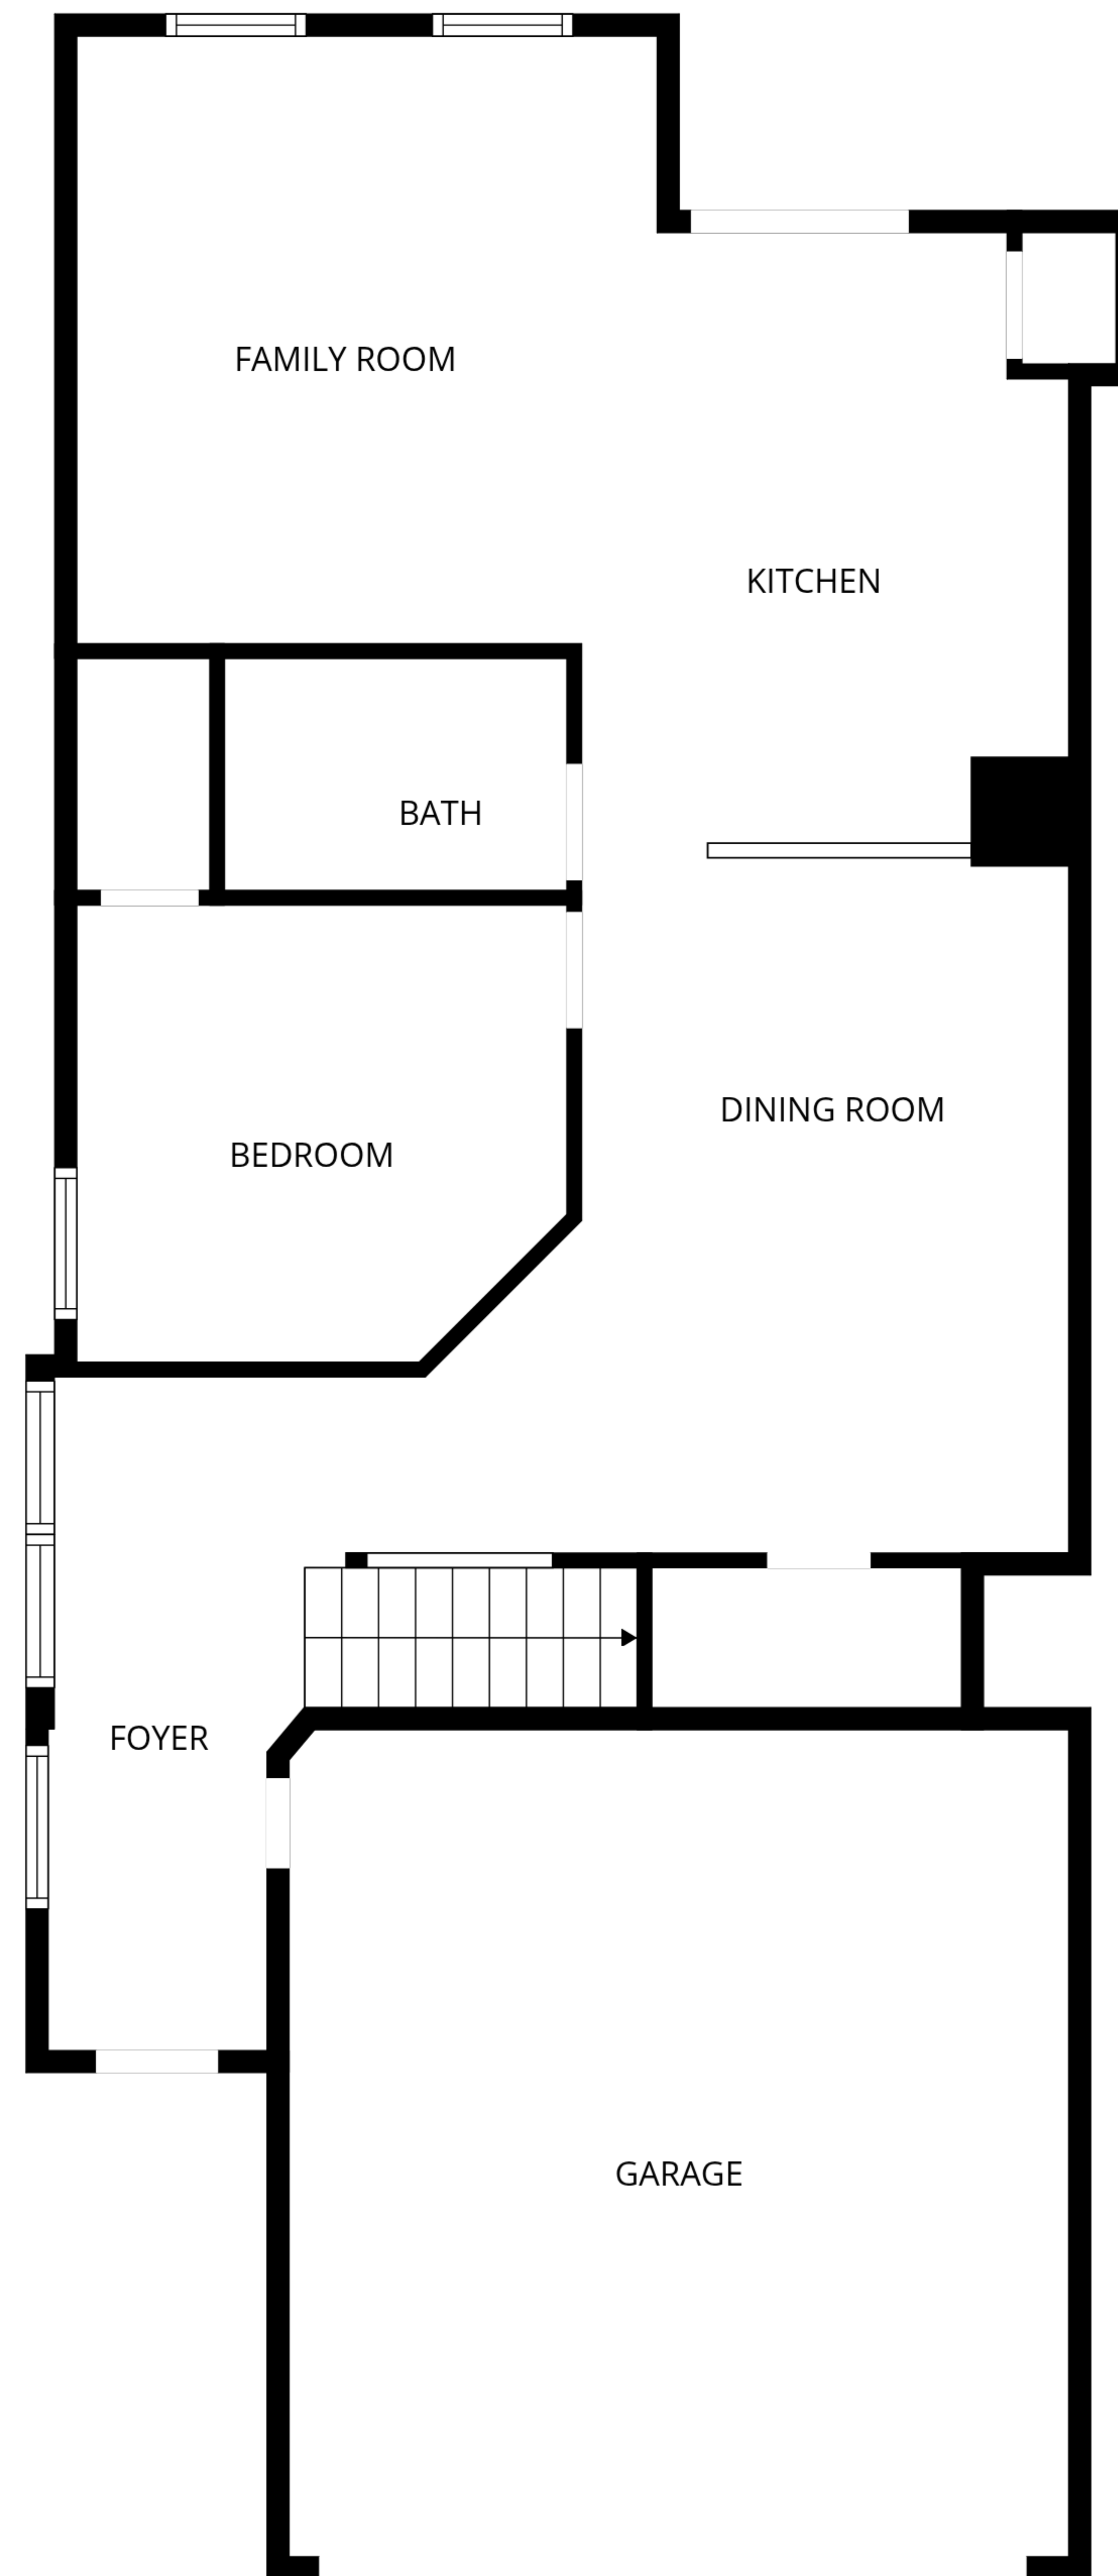 FAMILY ROOM
KITCHEN
BATH
DINING ROOM
BEDROOM
FOYER
GARAGE